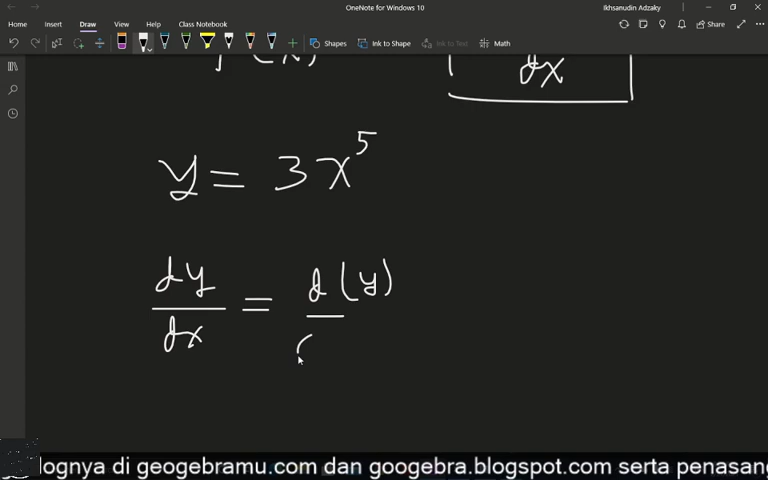 OneNote for Windows 10
Ikhsanudin Adzaky
Home Insert Draw View Help Class Notebook
Share
Shapes Ink to Shape Ink to Text Math
dx
y = 3x^5
dy/dx = d(y)
lognya di geogebramu.com dan googebra.blogspot.com serta penasan